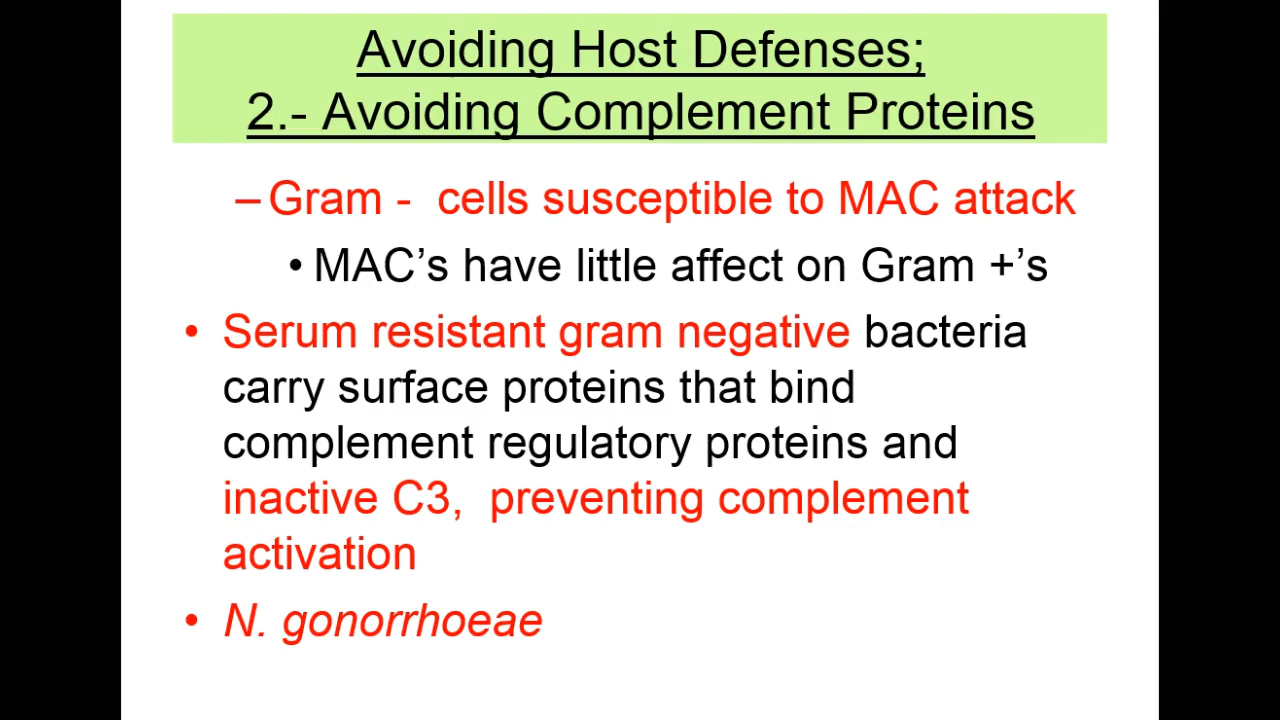 Avoiding Host Defenses;
2.- Avoiding Complement Proteins
– Gram -  cells susceptible to MAC attack
• MAC’s have little affect on Gram +’s
• Serum resistant gram negative bacteria
carry surface proteins that bind
complement regulatory proteins and
inactive C3,  preventing complement
activation
• N. gonorrhoeae